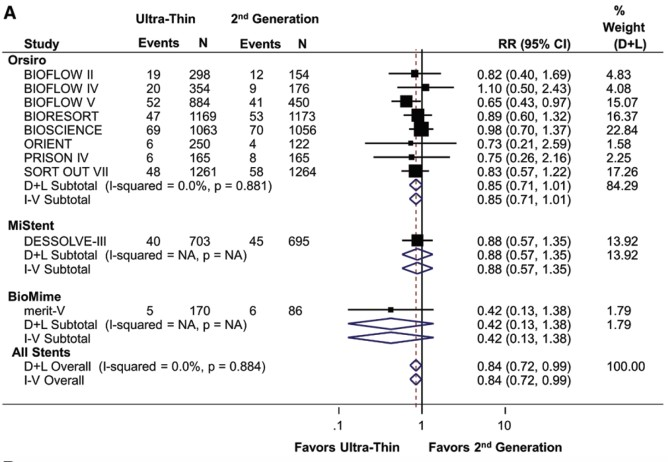 A
Ultra-Thin 2nd Generation % Weight (D+L)
Study Events N Events N RR (95% CI)
Orsiro
BIOFLOW II 19 298 12 154 0.82 (0.40, 1.69) 4.83
BIOFLOW IV 20 354 9 176 1.10 (0.50, 2.43) 4.08
BIOFLOW V 52 884 41 450 0.65 (0.43, 0.97) 15.07
BIORESORT 47 1169 53 1173 0.89 (0.60, 1.32) 16.37
BIOSCIENCE 69 1063 70 1056 0.98 (0.70, 1.37) 22.84
ORIENT 6 250 4 122 0.73 (0.21, 2.59) 1.58
PRISON IV 6 165 8 165 0.75 (0.26, 2.16) 2.25
SORT OUT VII 48 1261 58 1264 0.83 (0.57, 1.22) 17.26
D+L Subtotal (I-squared = 0.0%, p = 0.881) 0.85 (0.71, 1.01) 84.29
I-V Subtotal 0.85 (0.71, 1.01)
MiStent
DESSOLVE-III 40 703 45 695 0.88 (0.57, 1.35) 13.92
D+L Subtotal (I-squared = NA, p = NA) 0.88 (0.57, 1.35) 13.92
I-V Subtotal 0.88 (0.57, 1.35)
BioMime
merit-V 5 170 6 86 0.42 (0.13, 1.38) 1.79
D+L Subtotal (I-squared = NA, p = NA) 0.42 (0.13, 1.38) 1.79
I-V Subtotal 0.42 (0.13, 1.38)
All Stents
D+L Overall (I-squared = 0.0%, p = 0.884) 0.84 (0.72, 0.99) 100.00
I-V Overall 0.84 (0.72, 0.99)
.1 1 10
Favors Ultra-Thin Favors 2nd Generation